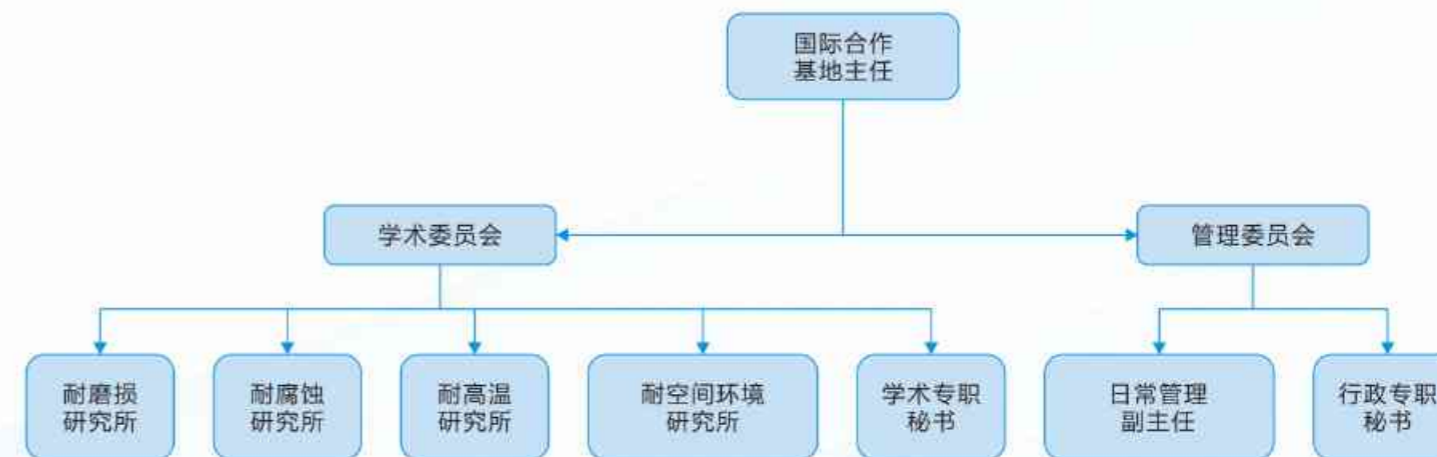 国际合作
基地主任
学术委员会
管理委员会
耐磨损
研究所
耐腐蚀
研究所
耐高温
研究所
耐空间环境
研究所
学术专职
秘书
日常管理
副主任
行政专职
秘书